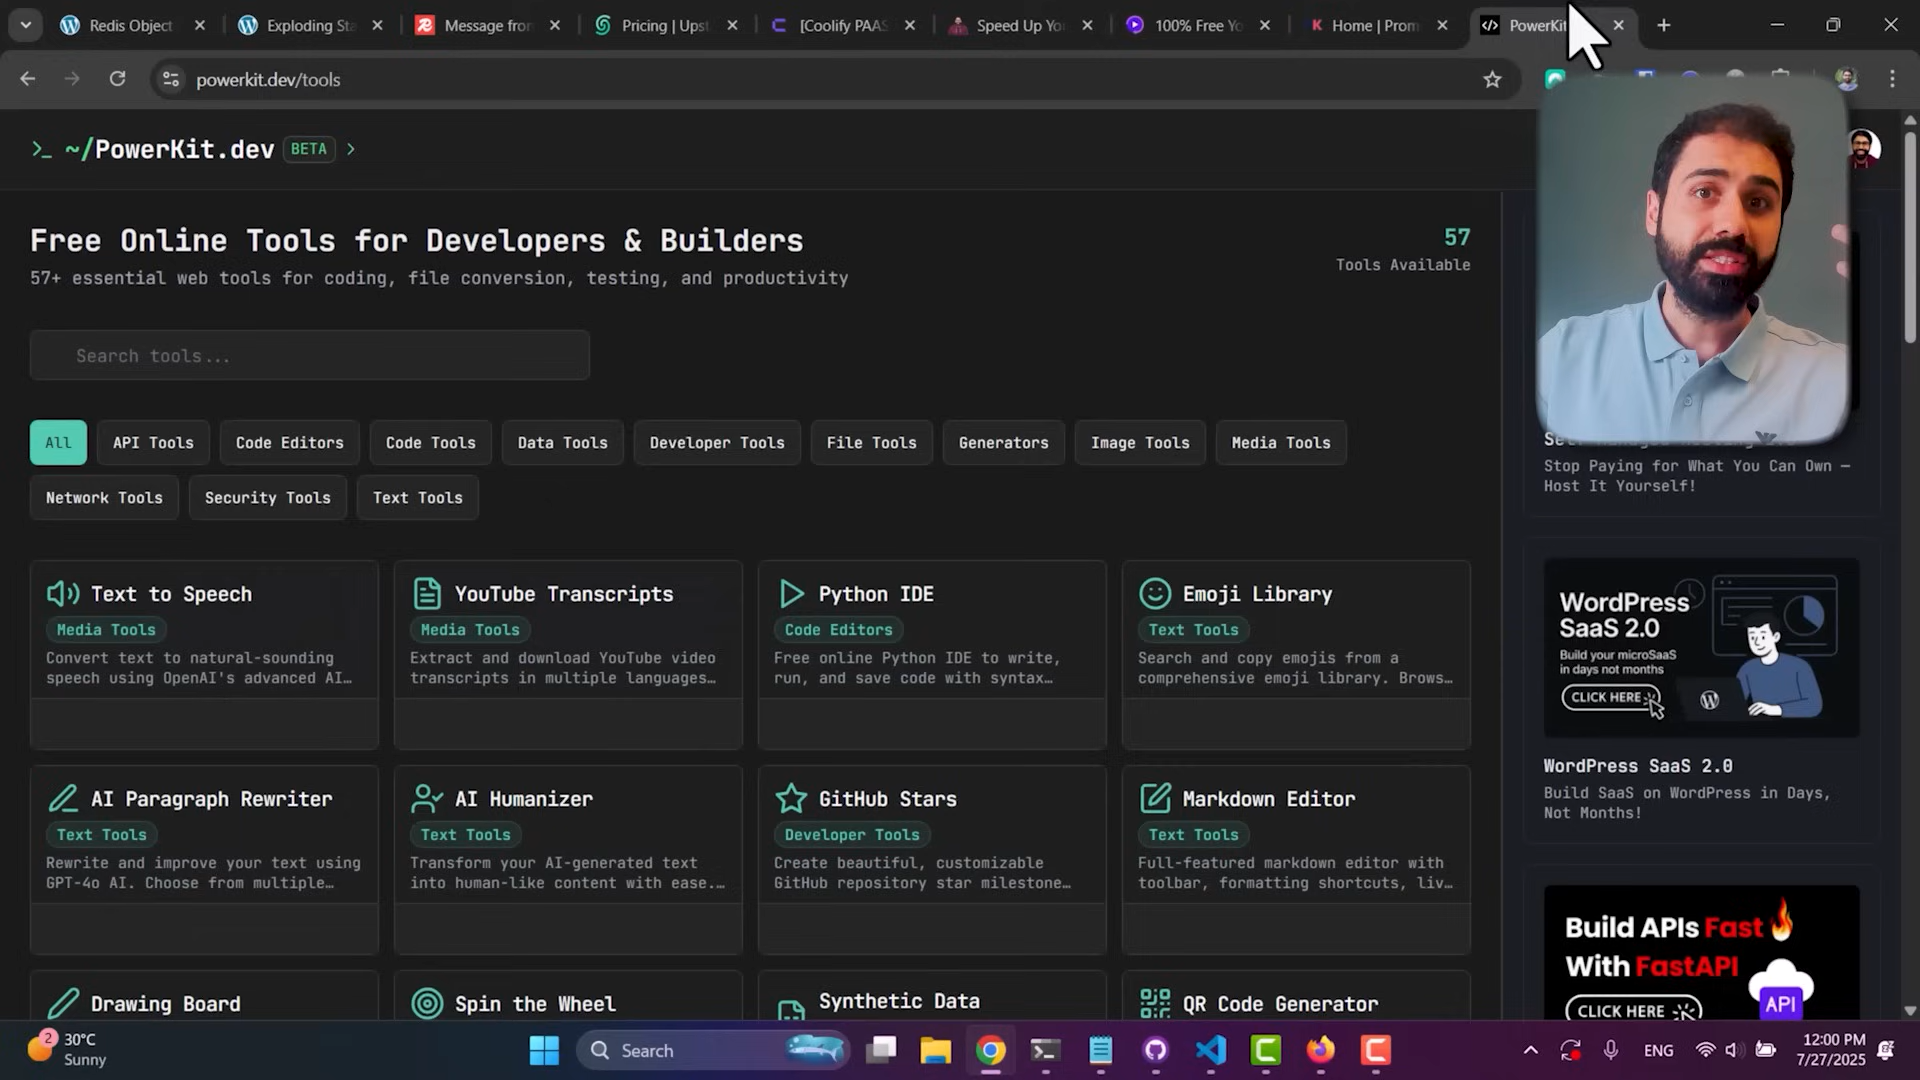 Redis Object
Exploding Sta
Message from
Pricing | Upst
[Coolify PAAS
Speed Up You
100% Free Yo
Home | Prom
PowerKit
powerkit.dev/tools
>_ ~/PowerKit.dev BETA >
Free Online Tools for Developers & Builders
57+ essential web tools for coding, file conversion, testing, and productivity
57
Tools Available
Search tools...
All
API Tools
Code Editors
Code Tools
Data Tools
Developer Tools
File Tools
Generators
Image Tools
Media Tools
Network Tools
Security Tools
Text Tools
Text to Speech
Media Tools
Convert text to natural-sounding
speech using OpenAI's advanced AI…
YouTube Transcripts
Media Tools
Extract and download YouTube video
transcripts in multiple languages…
Python IDE
Code Editors
Free online Python IDE to write,
run, and save code with syntax…
Emoji Library
Text Tools
Search and copy emojis from a
comprehensive emoji library. Brows…
AI Paragraph Rewriter
Text Tools
Rewrite and improve your text using
GPT-4o AI. Choose from multiple…
AI Humanizer
Text Tools
Transform your AI-generated text
into human-like content with ease.…
GitHub Stars
Developer Tools
Create beautiful, customizable
GitHub repository star milestone…
Markdown Editor
Text Tools
Full-featured markdown editor with
toolbar, formatting shortcuts, liv…
Drawing Board
Spin the Wheel
Synthetic Data
QR Code Generator
Stop Paying for What You Can Own –
Host It Yourself!
WordPress
SaaS 2.0
Build your microSaaS
in days not months
CLICK HERE
WordPress SaaS 2.0
Build SaaS on WordPress in Days,
Not Months!
Build APIs Fast
With FastAPI
CLICK HERE
API
2
30°C
Sunny
Search
ENG
12:00 PM
7/27/2025